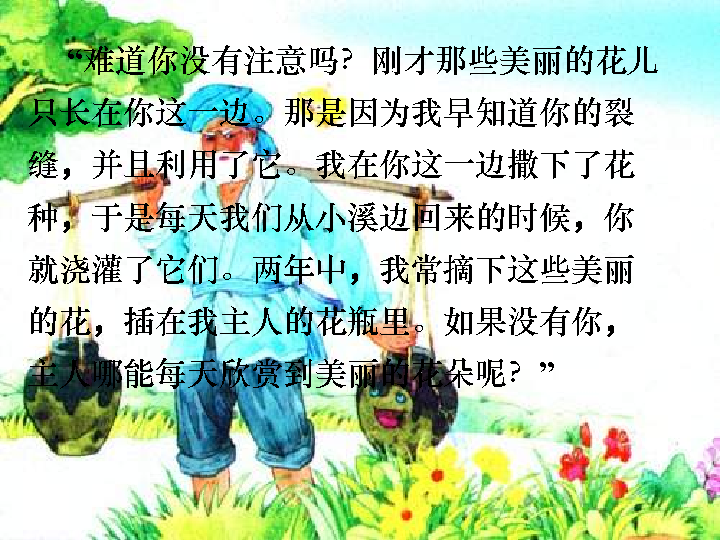 “难道你没有注意吗？刚才那些美丽的花儿
只长在你这一边。那是因为我早知道你的裂
缝，并且利用了它。我在你这一边撒下了花
种，于是每天我们从小溪边回来的时候，你
就浇灌了它们。两年中，我常摘下这些美丽
的花，插在我主人的花瓶里。如果没有你，
主人哪能每天欣赏到美丽的花朵呢？”